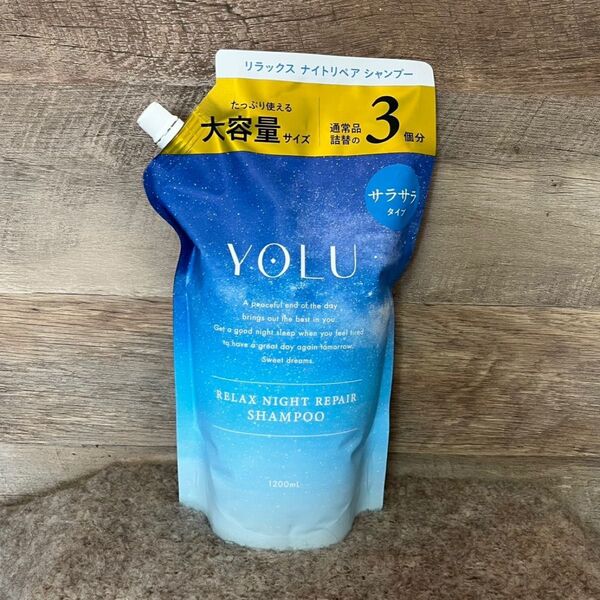 リラックス ナイトリペア シャンプー
たっぷり使える
大容量サイズ
通常品
詰替の
3個分
サラサラ
タイプ
YOLU
A peaceful end of the day
brings out the best in you.
Get a good night sleep when you feel tired
to have a great day again tomorrow.
Sweet dreams.
RELAX NIGHT REPAIR
SHAMPOO
1200mL